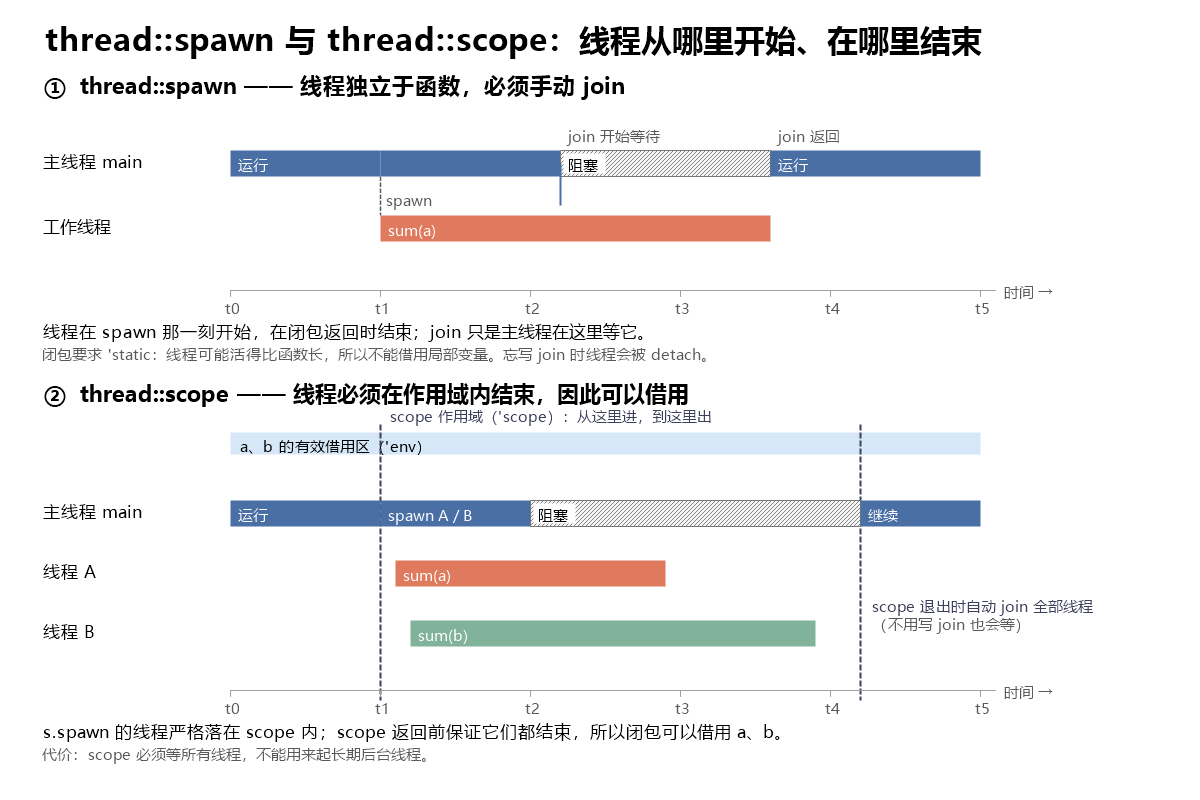 thread::spawn 与 thread::scope：线程从哪里开始、在哪里结束
① thread::spawn —— 线程独立于函数，必须手动 join
join 开始等待
join 返回
主线程 main
运行
阻塞
运行
spawn
工作线程
sum(a)
t0
t1
t2
t3
t4
t5
时间 →
线程在 spawn 那一刻开始，在闭包返回时结束；join 只是主线程在这里等它。
闭包要求 'static：线程可能活得比函数长，所以不能借用局部变量。忘写 join 时线程会被 detach。
② thread::scope —— 线程必须在作用域内结束，因此可以借用
scope 作用域（'scope）：从这里进，到这里出
a、b 的有效借用区（'env）
主线程 main
运行
spawn A / B
阻塞
继续
线程 A
sum(a)
scope 退出时自动 join 全部线程
（不用写 join 也会等）
线程 B
sum(b)
t0
t1
t2
t3
t4
t5
时间 →
s.spawn 的线程严格落在 scope 内；scope 返回前保证它们都结束，所以闭包可以借用 a、b。
代价：scope 必须等所有线程，不能用来起长期后台线程。